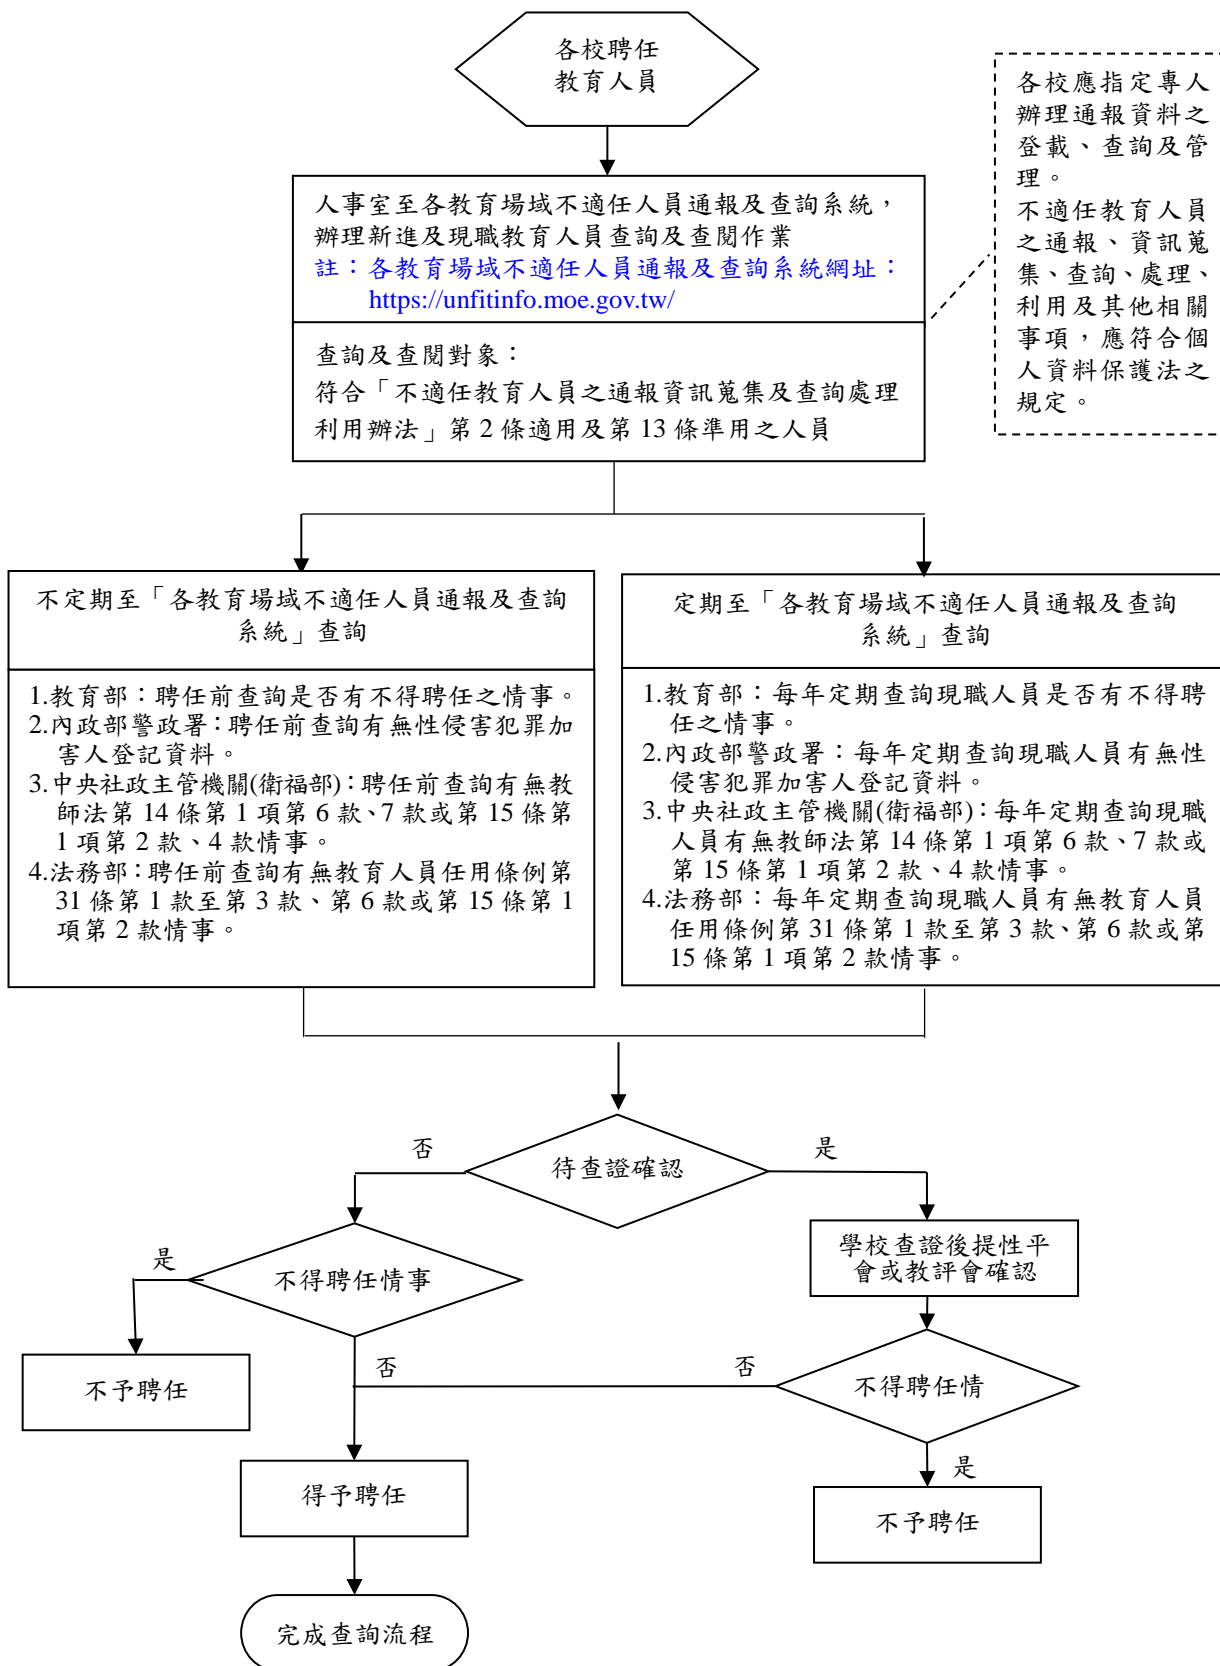 各校聘任
教育人員
各校應指定專人
辦理通報資料之
登載、查詢及管
理。
不適任教育人員
之通報、資訊蒐
集、查詢、處理、
利用及其他相關
事項，應符合個
人資料保護法之
規定。
人事室至各教育場域不適任人員通報及查詢系統，
辦理新進及現職教育人員查詢及查閱作業
註：各教育場域不適任人員通報及查詢系統網址：
https://unfitinfo.moe.gov.tw/
查詢及查閱對象：
符合「不適任教育人員之通報資訊蒐集及查詢處理
利用辦法」第 2 條適用及第 13 條準用之人員
不定期至「各教育場域不適任人員通報及查詢
系統」查詢
1.教育部：聘任前查詢是否有不得聘任之情事。
2.內政部警政署：聘任前查詢有無性侵害犯罪加
害人登記資料。
3.中央社政主管機關(衛福部)：聘任前查詢有無教
師法第 14 條第 1 項第 6 款、7 款或第 15 條第
1 項第 2 款、4 款情事。
4.法務部：聘任前查詢有無教育人員任用條例第
31 條第 1 款至第 3 款、第 6 款或第 15 條第 1
項第 2 款情事。
定期至「各教育場域不適任人員通報及查詢
系統」查詢
1.教育部：每年定期查詢現職人員是否有不得聘
任之情事。
2.內政部警政署：每年定期查詢現職人員有無性
侵害犯罪加害人登記資料。
3.中央社政主管機關(衛福部)：每年定期查詢現職
人員有無教師法第 14 條第 1 項第 6 款、7 款或
第 15 條第 1 項第 2 款、4 款情事。
4.法務部：每年定期查詢現職人員有無教育人員
任用條例第 31 條第 1 款至第 3 款、第 6 款或第
15 條第 1 項第 2 款情事。
待查證確認
否
是
學校查證後提性平
會或教評會確認
不得聘任情事
是
不予聘任
否
否
不得聘任情
是
得予聘任
不予聘任
完成查詢流程